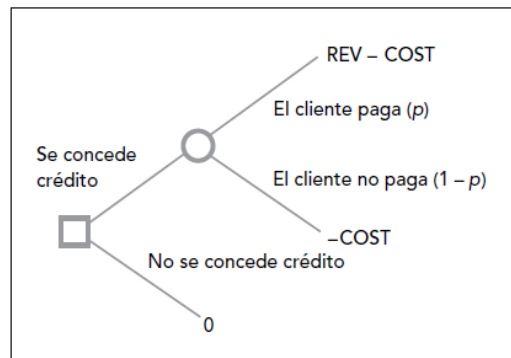 REV – COST
El cliente paga (p)
Se concede
crédito
El cliente no paga (1 – p)
–COST
No se concede crédito
0